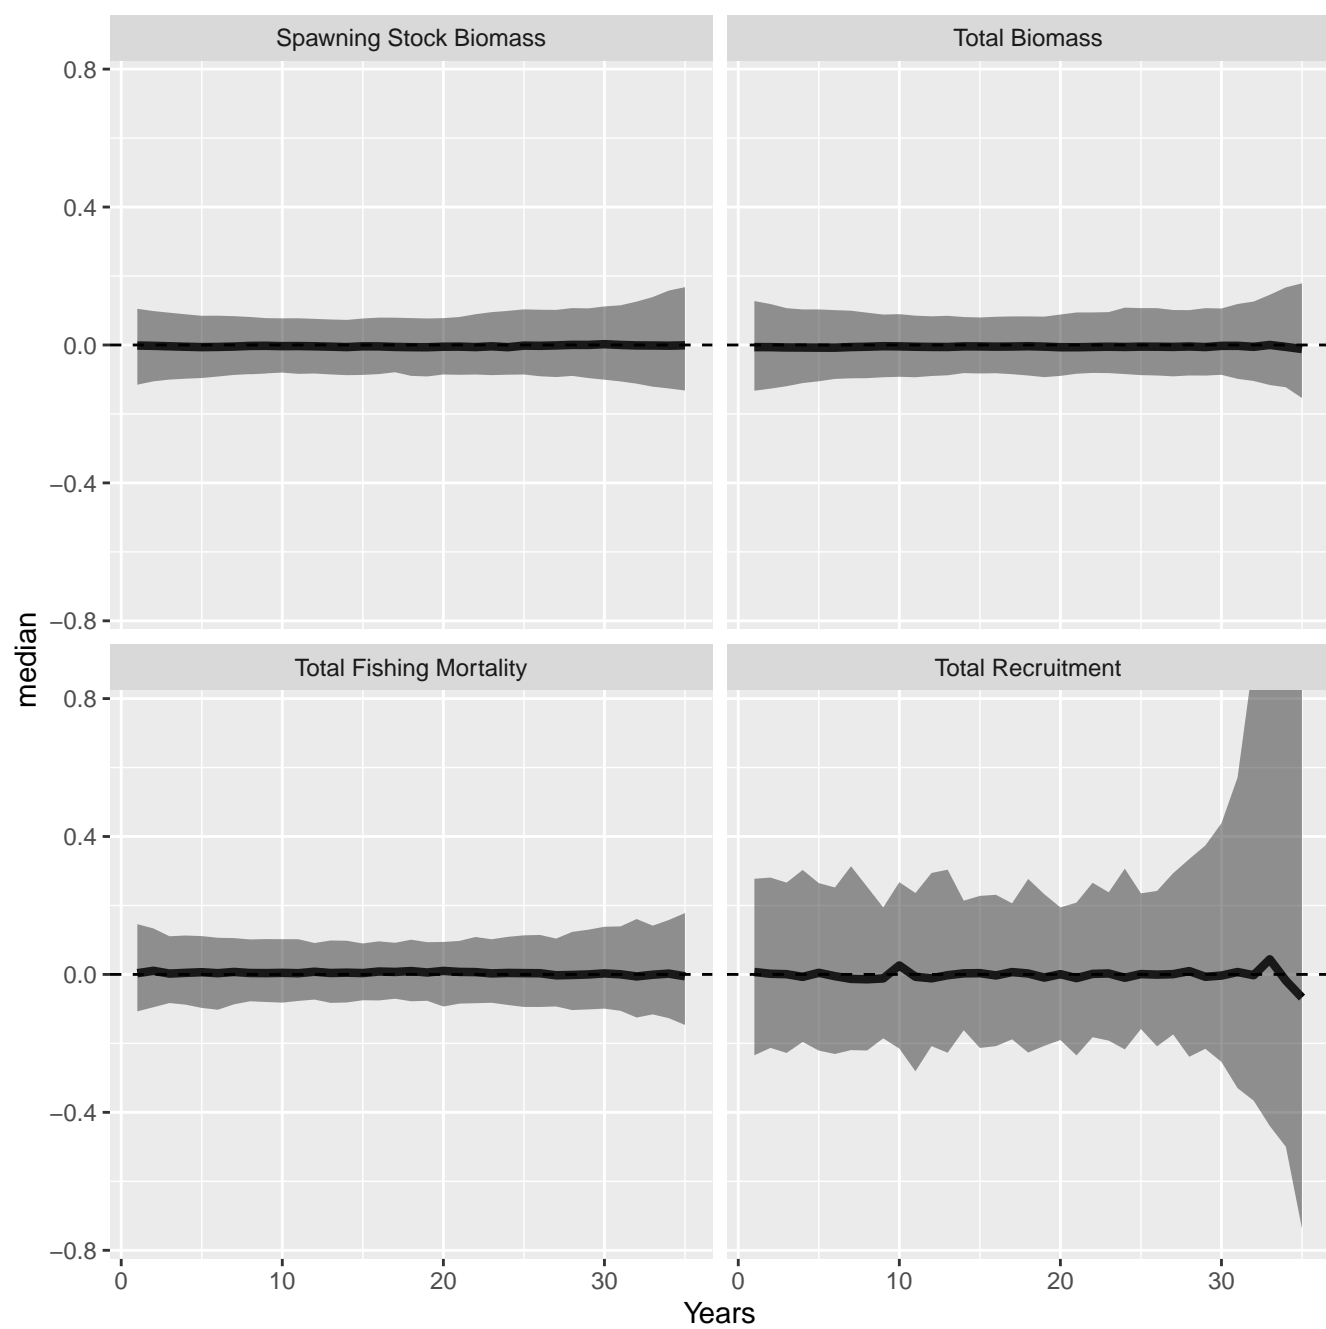 Spawning Stock Biomass
Total Biomass
0.8
0.4
0.0
−0.4
−0.8
median
Total Fishing Mortality
Total Recruitment
0.8
0.4
0.0
−0.4
−0.8
0 10 20 30
0 10 20 30
Years